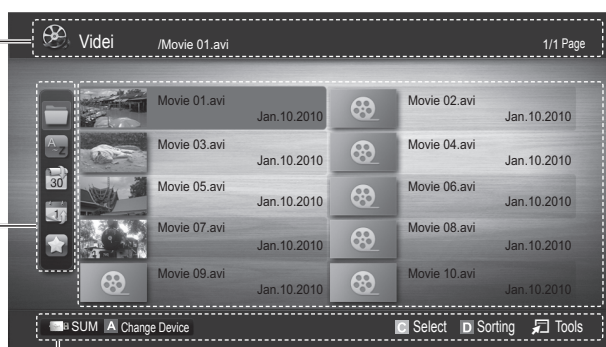 Videi /Movie 01.avi 1/1 Page
Movie 01.avi Movie 02.avi
Jan.10.2010 Jan.10.2010
A Z
Movie 03.avi Movie 04.avi
Jan.10.2010 Jan.10.2010
30
Movie 05.avi Movie 06.avi
Jan.10.2010 Jan.10.2010
1
Movie 07.avi Movie 08.avi
Jan.10.2010 Jan.10.2010
Movie 09.avi Movie 10.avi
Jan.10.2010 Jan.10.2010
SUM A Change Device C Select D Sorting Tools